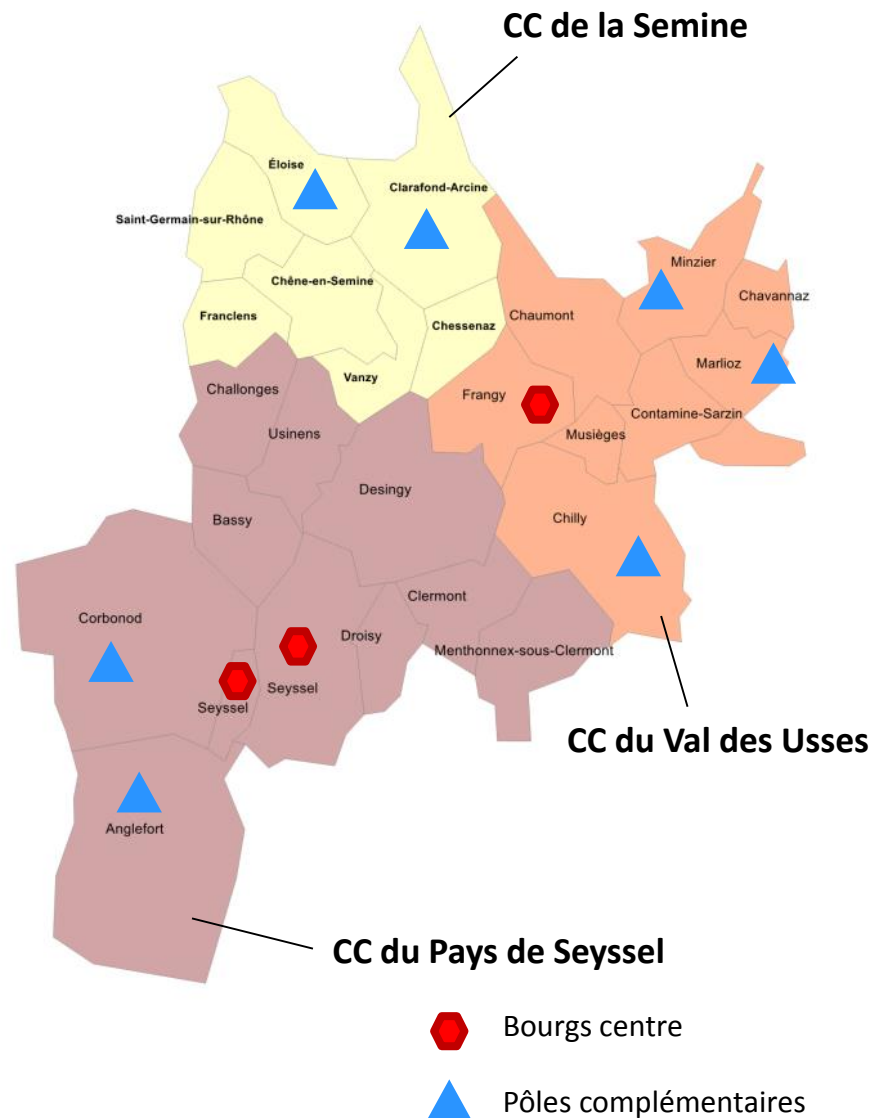 CC de la Semine
Éloise
Clarafond-Arcine
Saint-Germain-sur-Rhône
Minzier
Chêne-en-Semine
Chavannaz
Franclens
Chaumont
Chessenaz
Marlioz
Vanzy
Challonges
Frangy
Contamine-Sarzin
Usinens
Musièges
Desingy
Bassy
Chilly
Clermont
Corbonod
Droisy
Menthonnex-sous-Clermont
Seyssel
Seyssel
CC du Val des Usses
Anglefort
CC du Pays de Seyssel
Bourgs centre
Pôles complémentaires